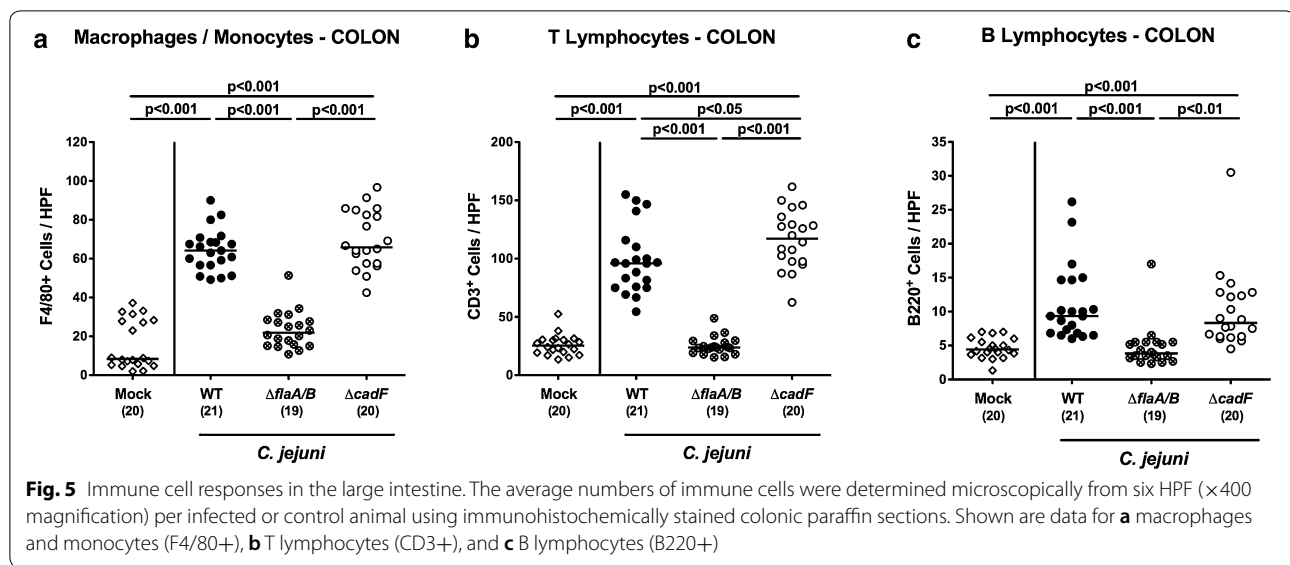 a Macrophages / Monocytes - COLON
p<0.001
p<0.001 p<0.001 p<0.001
F4/80+ Cells / HPF
120
100
80
60
40
20
0
Mock WT ΔflaA/B ΔcadF
(20) (21) (19) (20)
C. jejuni
b T Lymphocytes - COLON
p<0.001
p<0.001 p<0.05
p<0.001 p<0.001
CD3+ Cells / HPF
200
150
100
50
0
Mock WT ΔflaA/B ΔcadF
(20) (21) (19) (20)
C. jejuni
c B Lymphocytes - COLON
p<0.001
p<0.001 p<0.001 p<0.01
B220+ Cells / HPF
35
30
25
20
15
10
5
0
Mock WT ΔflaA/B ΔcadF
(20) (21) (19) (20)
C. jejuni
Fig. 5 Immune cell responses in the large intestine. The average numbers of immune cells were determined microscopically from six HPF (×400
magnification) per infected or control animal using immunohistochemically stained colonic paraffin sections. Shown are data for a macrophages
and monocytes (F4/80+), b T lymphocytes (CD3+), and c B lymphocytes (B220+)